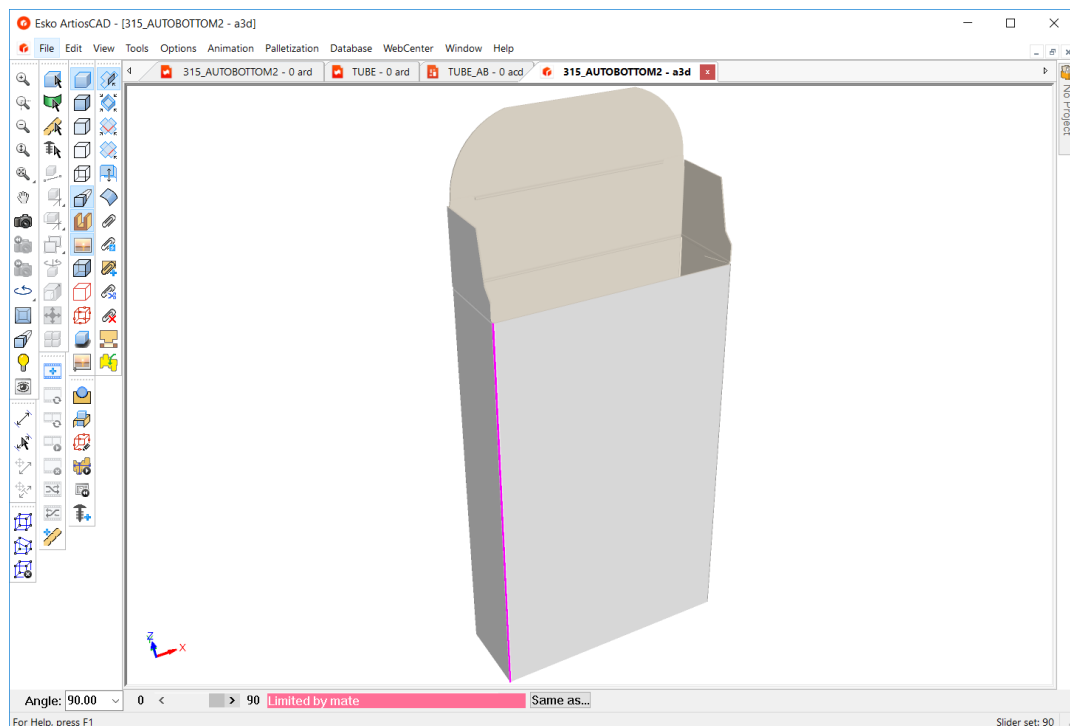 Esko ArtiosCAD - [315_AUTOBOTTOM2 - a3d]
File Edit View Tools Options Animation Palletization Database WebCenter Window Help
315_AUTOBOTTOM2 - 0 ard TUBE - 0 ard TUBE_AB - 0 acd 315_AUTOBOTTOM2 - a3d x
No Project
Z X
Angle: 90.00 0 < > 90 Limited by mate Same as...
For Help, press F1 Slider set: 90